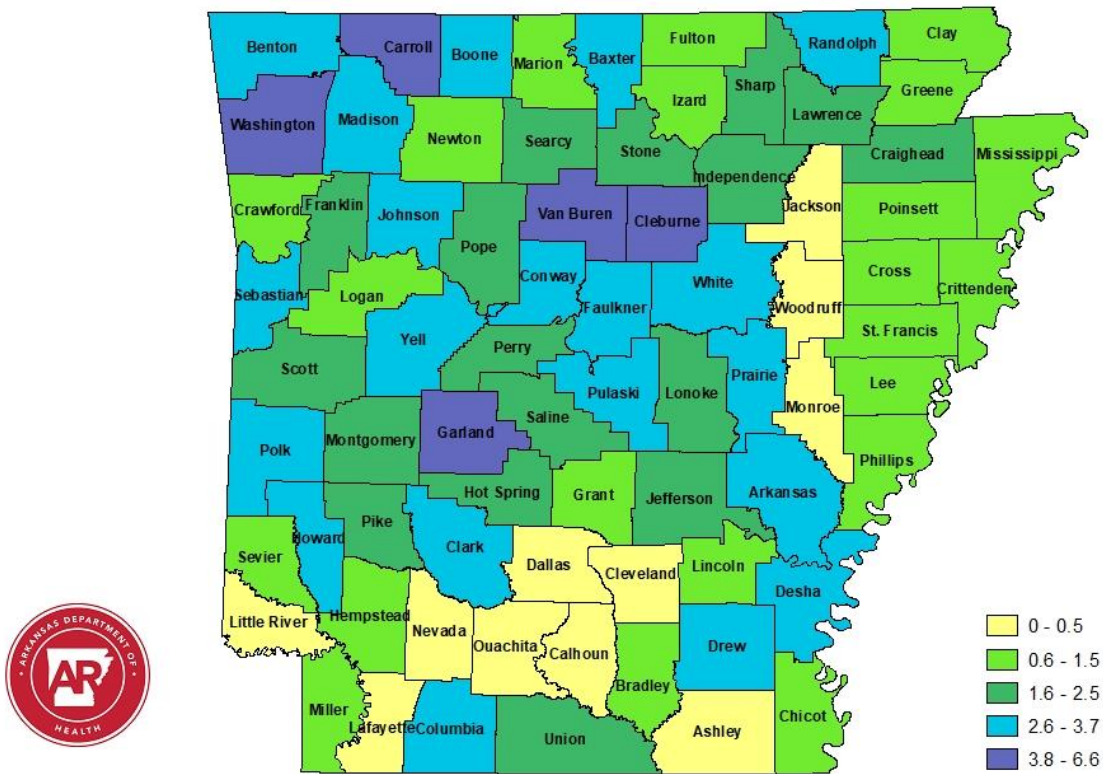 Benton
Carroll
Boone
Marion
Baxter
Fulton
Randolph
Clay
Sharp
Izard
Greene
Lawrence
Washington
Madison
Newton
Searcy
Stone
Craighead
Mississippi
Independence
Jackson
Poinsett
Crawford
Franklin
Johnson
Pope
Van Buren
Cleburne
Conway
White
Cross
Crittenden
Sebastian
Logan
Faulkner
Woodruff
St. Francis
Yell
Perry
Scott
Pulaski
Lonoke
Prairie
Lee
Monroe
Saline
Garland
Montgomery
Polk
Phillips
Hot Spring
Grant
Jefferson
Arkansas
Pike
Howard
Clark
Sevier
Dallas
Cleveland
Lincoln
Desha
Little River
Hempstead
Nevada
Ouachita
Calhoun
Drew
Bradley
Miller
Lafayette
Columbia
Union
Ashley
Chicot
ARKANSAS DEPARTMENT OF
AR
HEALTH
0 - 0.5
0.6 - 1.5
1.6 - 2.5
2.6 - 3.7
3.8 - 6.6